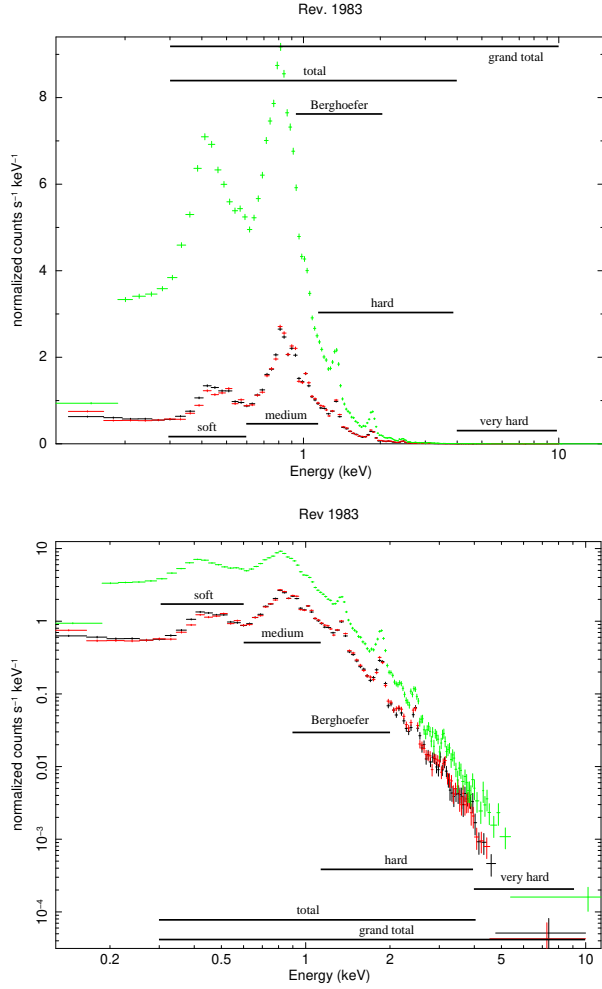 Rev. 1983
grand total
total
Berghoefer
hard
soft
medium
very hard
normalized counts s⁻¹ keV⁻¹
0
2
4
6
8
1
10
Energy (keV)
Rev 1983
soft
medium
Berghoefer
hard
very hard
total
grand total
normalized counts s⁻¹ keV⁻¹
10
1
0.1
0.01
10⁻³
10⁻⁴
0.2
0.5
1
2
5
10
Energy (keV)